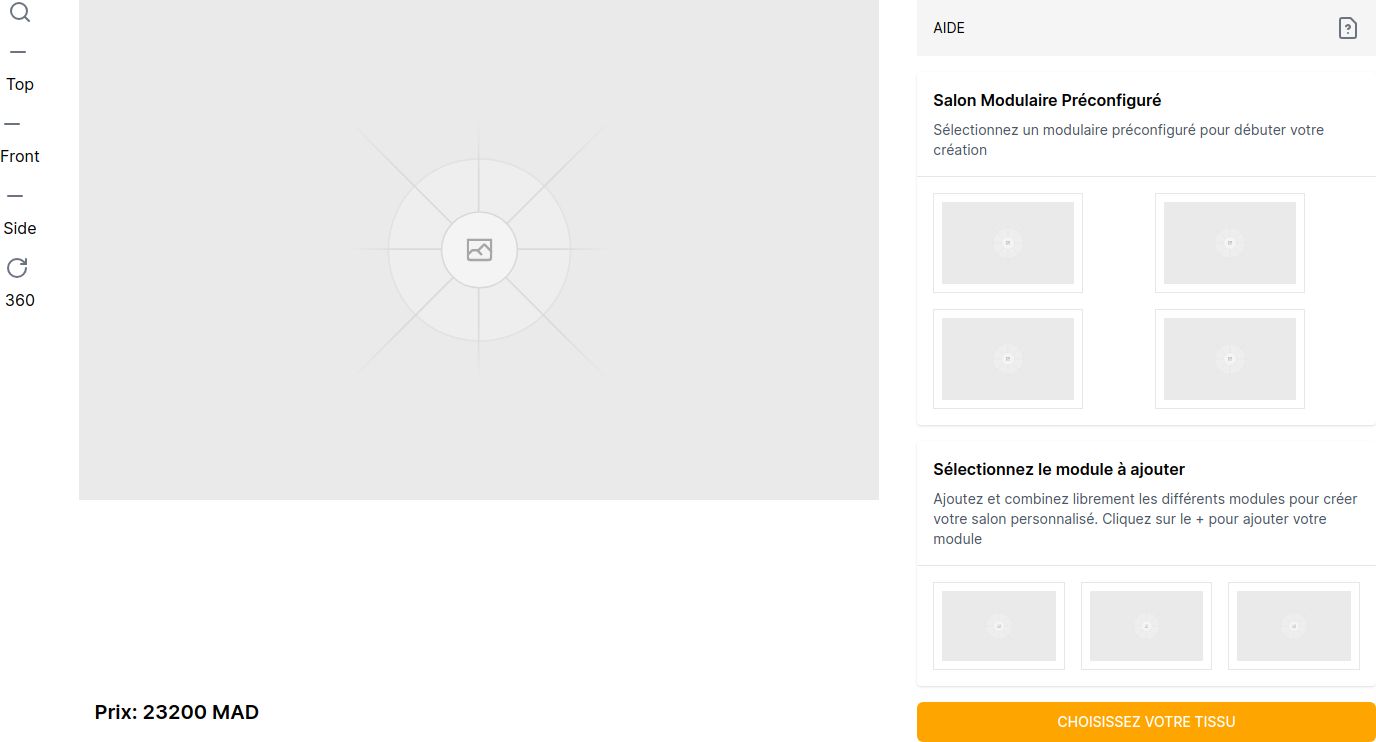 Top
Front
Side
360
Prix: 23200 MAD
AIDE
Salon Modulaire Préconfiguré
Sélectionnez un modulaire préconfiguré pour débuter votre
création
Sélectionnez le module à ajouter
Ajoutez et combinez librement les différents modules pour créer
votre salon personnalisé. Cliquez sur le + pour ajouter votre
module
CHOISISSEZ VOTRE TISSU